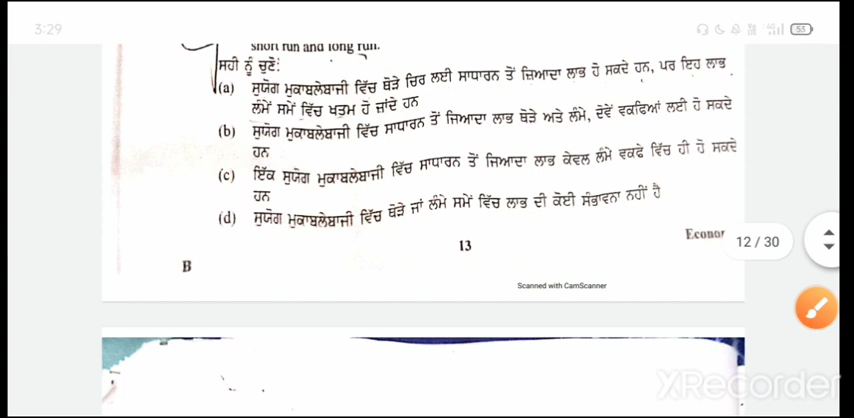 3:29
53
short run and long run.
ਸਹੀ ਨੂੰ ਚੁਣੋ:
(a) ਸੁਯੋਗ ਮੁਕਾਬਲੇਬਾਜੀ ਵਿੱਚ ਥੋੜੇ ਚਿਰ ਲਈ ਸਾਧਾਰਨ ਤੋਂ ਜ਼ਿਆਦਾ ਲਾਭ ਹੋ ਸਕਦੇ ਹਨ, ਪਰ ਇਹ ਲਾਭ
ਲੰਮੇਂ ਸਮੇਂ ਵਿੱਚ ਖਤਮ ਹੋ ਜ਼ਾਂਦੇ ਹਨ
(b) ਸੁਯੋਗ ਮੁਕਾਬਲੇਬਾਜੀ ਵਿੱਚ ਸਾਧਾਰਨ ਤੋਂ ਜਿਆਦਾ ਲਾਭ ਥੋੜੇ ਅਤੇ ਲੰਮੇ, ਦੋਵੇਂ ਵਕਫਿਆਂ ਲਈ ਹੋ ਸਕਦੇ
ਹਨ
(c) ਇੱਕ ਸੁਯੋਗ ਮੁਕਾਬਲੇਬਾਜੀ ਵਿੱਚ ਸਾਧਾਰਨ ਤੋਂ ਜਿਆਦਾ ਲਾਭ ਕੇਵਲ ਲੰਮੇ ਵਕਫੇ ਵਿੱਚ ਹੀ ਹੋ ਸਕਦੇ
ਹਨ
(d) ਸੁਯੋਗ ਮੁਕਾਬਲੇਬਾਜੀ ਵਿੱਚ ਥੋੜੇ ਜਾਂ ਲੰਮੇ ਸਮੇਂ ਵਿੱਚ ਲਾਭ ਦੀ ਕੋਈ ਸੰਭਾਵਨਾ ਨਹੀਂ ਹੈ
13
Econor
12 / 30
B
Scanned with CamScanner
XRecorder